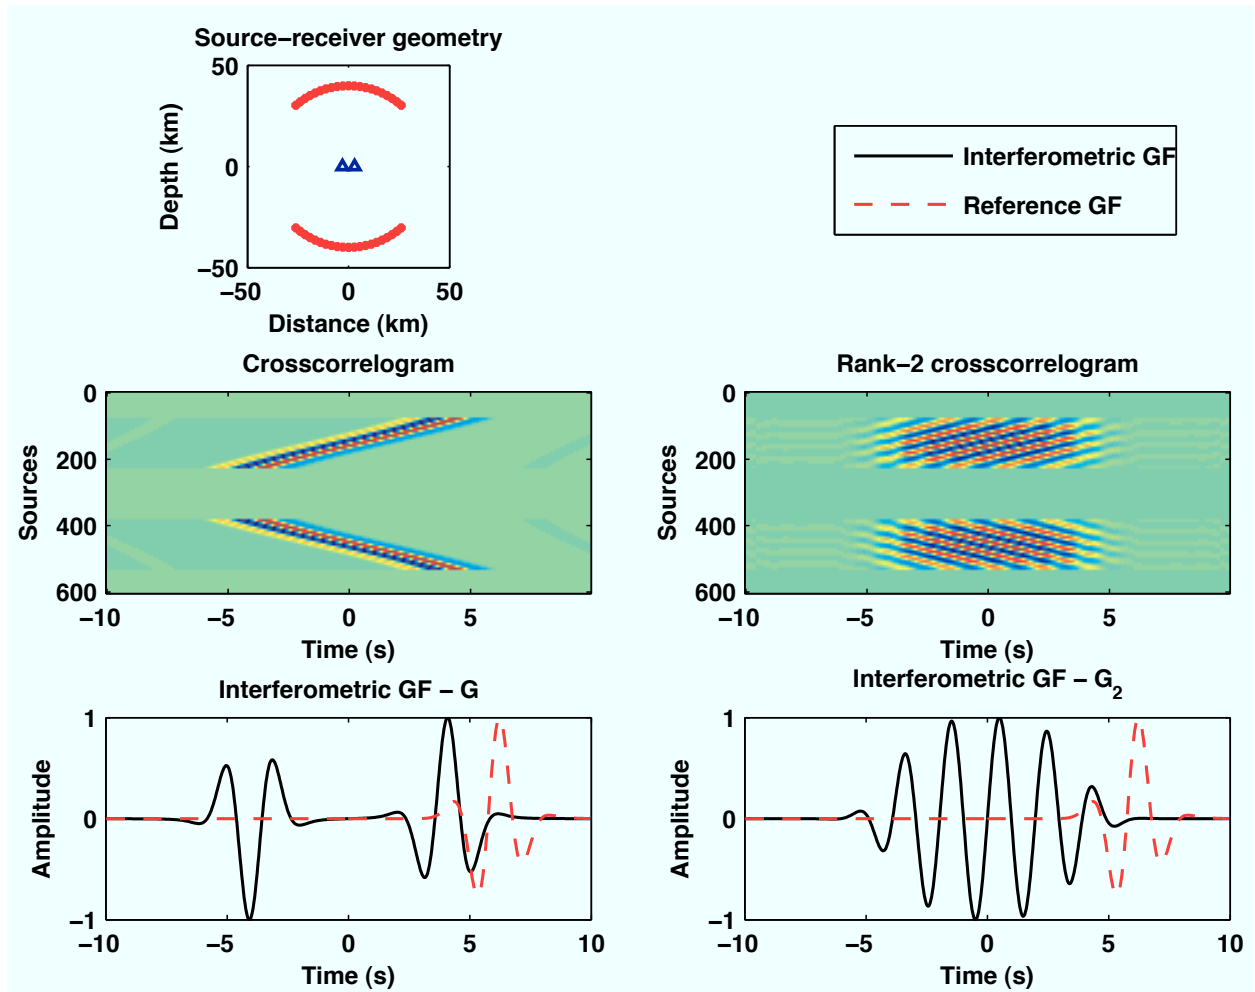 Source−receiver geometry
50
0
−50
Depth (km)
−50 0 50
Distance (km)
Interferometric GF
Reference GF
Crosscorrelogram
0
200
400
600
Sources
−10 −5 0 5 10
Time (s)
Rank−2 crosscorrelogram
0
200
400
600
Sources
−10 −5 0 5 10
Time (s)
Interferometric GF − G
1
0
−1
Amplitude
−10 −5 0 5 10
Time (s)
Interferometric GF − G₂
1
0
−1
Amplitude
−10 −5 0 5 10
Time (s)